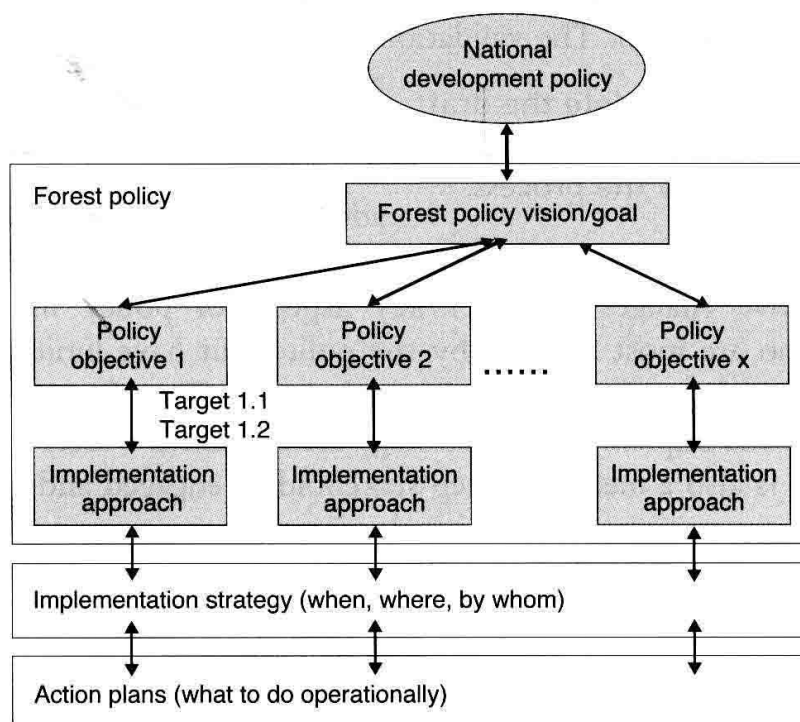 National
development policy
Forest policy
Forest policy vision/goal
Policy
objective 1
Policy
objective 2
......
Policy
objective x
Target 1.1
Target 1.2
Implementation
approach
Implementation
approach
Implementation
approach
Implementation strategy (when, where, by whom)
Action plans (what to do operationally)